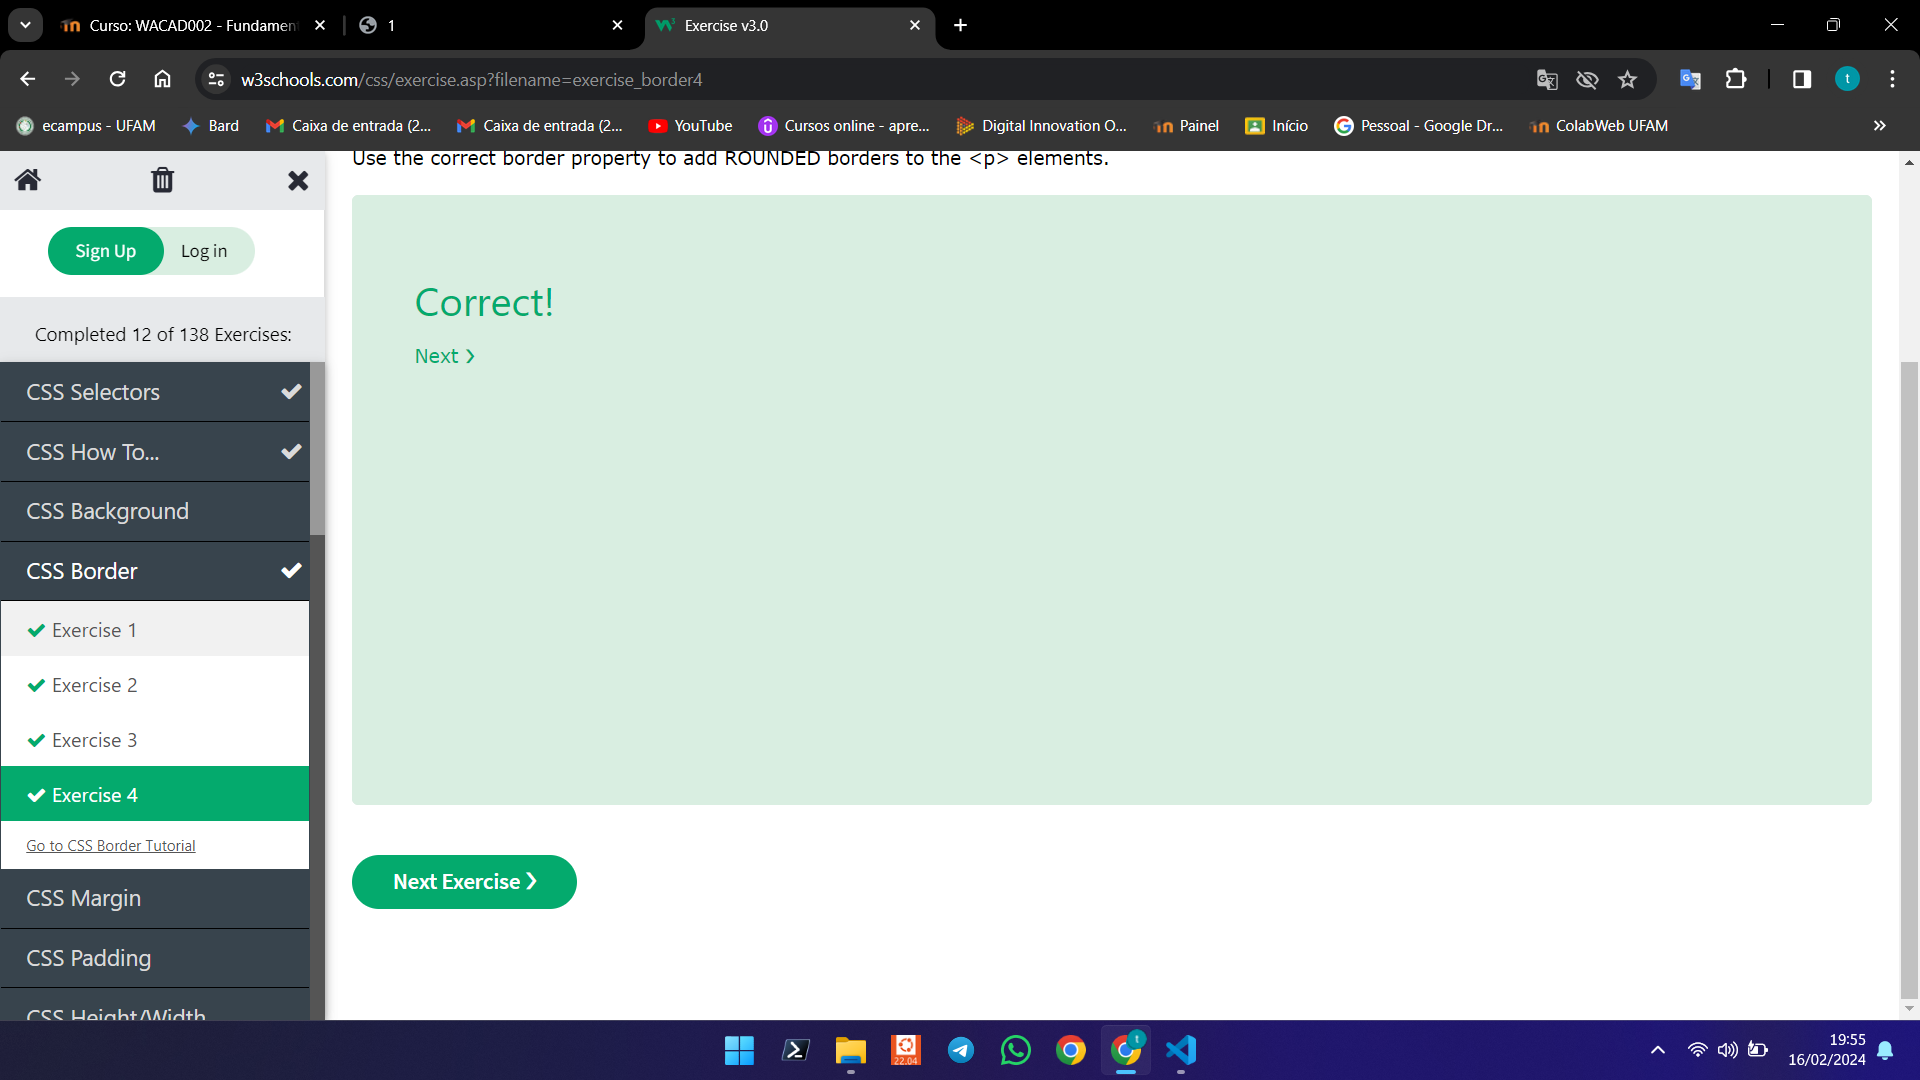 Curso: WACAD002 - Fundamen
1
Exercise v3.0
w3schools.com/css/exercise.asp?filename=exercise_border4
t
ecampus - UFAM
Bard
Caixa de entrada (2...
Caixa de entrada (2...
YouTube
Cursos online - apre...
Digital Innovation O...
Painel
Início
Pessoal - Google Dr...
ColabWeb UFAM
Use the correct border property to add ROUNDED borders to the <p> elements.
Sign Up
Log in
Completed 12 of 138 Exercises:
CSS Selectors
CSS How To...
CSS Background
CSS Border
Exercise 1
Exercise 2
Exercise 3
Exercise 4
Go to CSS Border Tutorial
CSS Margin
CSS Padding
CSS Height/Width
Correct!
Next ❯
Next Exercise ❯
22.04
t
19:55
16/02/2024